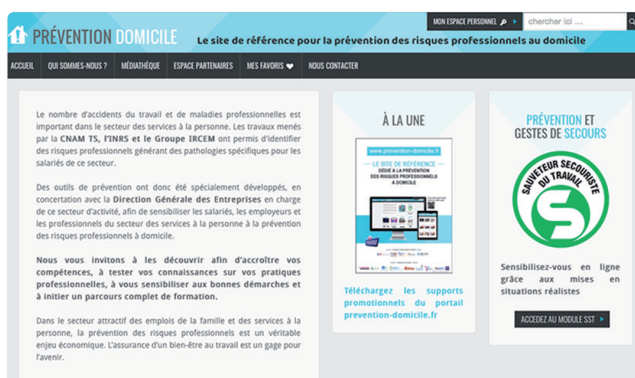 MON ESPACE PERSONNEL
chercher ici ...
PRÉVENTION DOMICILE
Le site de référence pour la prévention des risques professionnels au domicile
ACCUEIL QUI SOMMES-NOUS ? MÉDIATHÈQUE ESPACE PARTENAIRES MES FAVORIS NOUS CONTACTER
Le nombre d'accidents du travail et de maladies professionnelles est
important dans le secteur des services à la personne. Les travaux menés
par la CNAM TS, l'INRS et le Groupe IRCEM ont permis d'identifier
des risques professionnels générant des pathologies spécifiques pour les
salariés de ce secteur.
Des outils de prévention ont donc été spécialement développés, en
concertation avec la Direction Générale des Entreprises en charge
de ce secteur d'activité, afin de sensibiliser les salariés, les employeurs et
les professionnels du secteur des services à la personne à la prévention
des risques professionnels à domicile.
Nous vous invitons à les découvrir afin d'accroître vos
compétences, à tester vos connaissances sur vos pratiques
professionnelles, à vous sensibiliser aux bonnes démarches et
à initier un parcours complet de formation.
Dans le secteur attractif des emplois de la famille et des services à la
personne, la prévention des risques professionnels est un véritable
enjeu économique. L'assurance d'un bien-être au travail est un gage pour
l'avenir.
À LA UNE
www.prevention-domicile.fr
LE SITE DE RÉFÉRENCE
DÉDIÉ À LA PRÉVENTION
DES RISQUES PROFESSIONNELS
À DOMICILE
Téléchargez les supports
promotionnels du portail
prevention-domicile.fr
PRÉVENTION ET
GESTES DE SECOURS
SAUVETEUR SECOURISTE
DU TRAVAIL
S
Sensibilisez-vous en ligne
grâce aux mises en
situations réalistes
ACCEDEZ AU MODULE SST